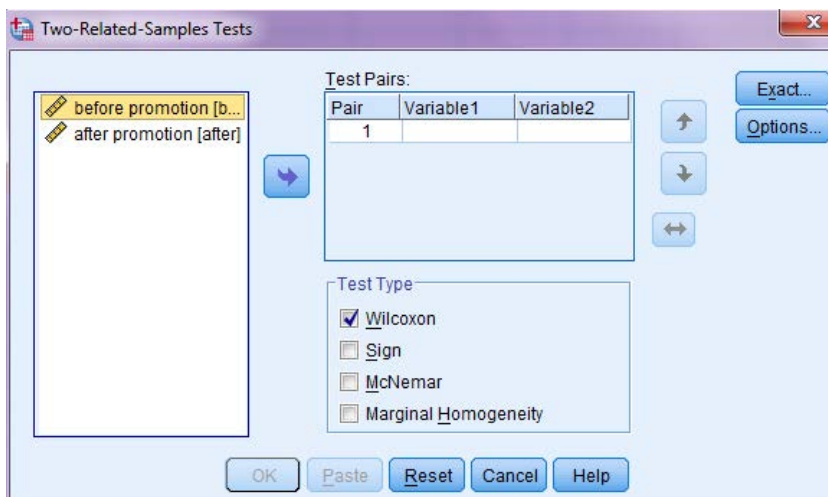 Two-Related-Samples Tests
before promotion [b...
after promotion [after]
Test Pairs:
Pair Variable1 Variable2
1
Exact...
Options...
Test Type
Wilcoxon
Sign
McNemar
Marginal Homogeneity
OK Paste Reset Cancel Help